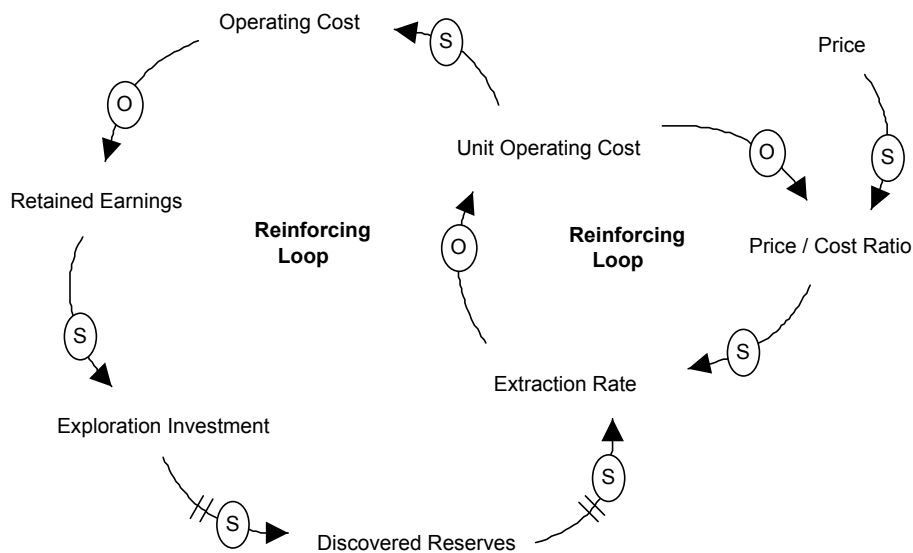 Operating Cost
S
Price
O
Unit Operating Cost
O
S
Retained Earnings
Reinforcing
Loop
O
Reinforcing
Loop
Price / Cost Ratio
S
S
Extraction Rate
Exploration Investment
S
S
Discovered Reserves